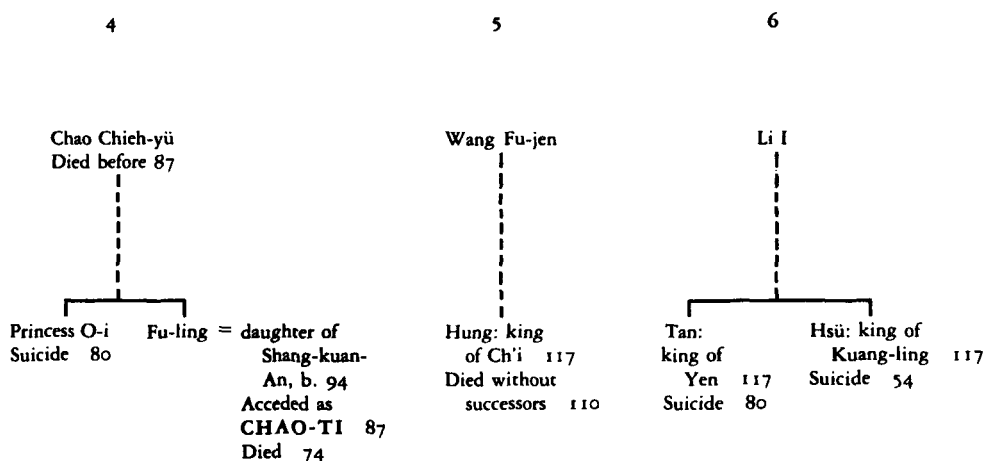 4 5 6
Chao Chieh-yü
Died before 87
Wang Fu-jen
Li I
Princess O-i
Suicide 80
Fu-ling = daughter of
Shang-kuan-
An, b. 94
Acceded as
CHAO-TI 87
Died 74
Hung: king
of Ch'i 117
Died without
successors 110
Tan:
king of
Yen 117
Suicide 80
Hsü: king of
Kuang-ling 117
Suicide 54